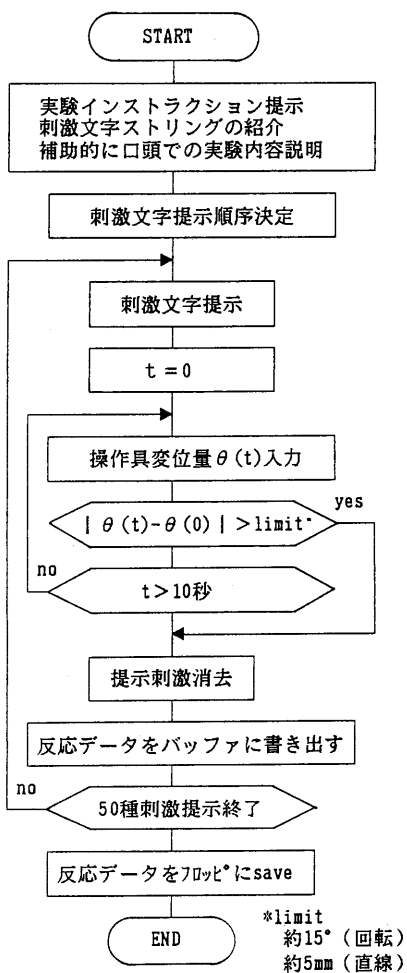 START
実験インストラクション提示
刺激文字ストリングの紹介
補助的に口頭での実験内容説明
刺激文字提示順序決定
刺激文字提示
t=0
操作具変位量θ(t)入力
|θ(t)-θ(0)|>limit*
yes
no
t>10秒
提示刺激消去
反応データをバッファに書き出す
no
50種刺激提示終了
反応データをフロッピにsave
END
*limit
約15°(回転)
約5mm(直線)